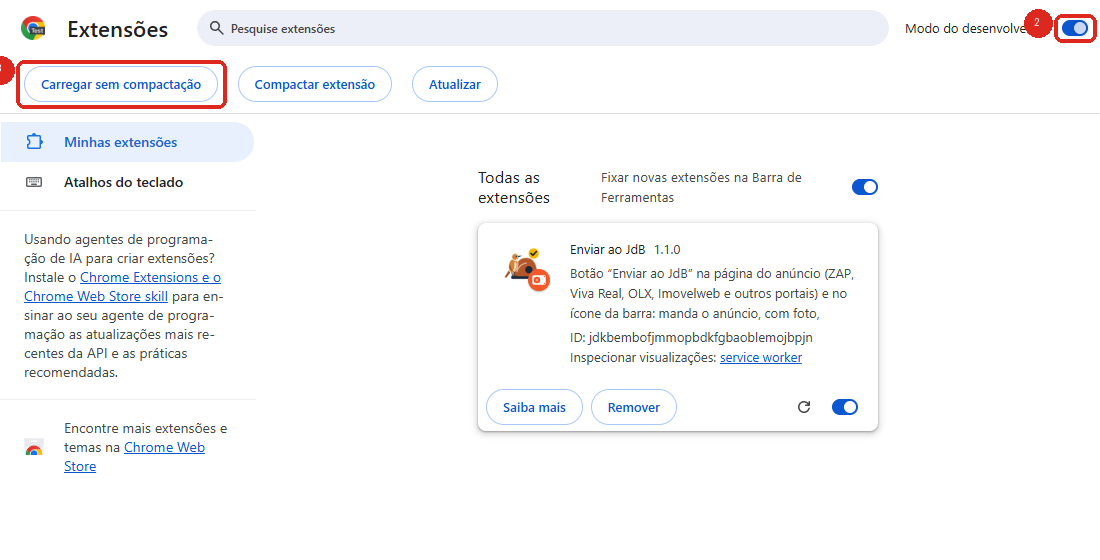 Extensões
Pesquise extensões
Modo do desenvolve
2
Carregar sem compactação
Compactar extensão
Atualizar
Minhas extensões
Atalhos do teclado
Usando agentes de programa-
ção de IA para criar extensões?
Instale o Chrome Extensions e o
Chrome Web Store skill para en-
sinar ao seu agente de progra-
mação as atualizações mais re-
centes da API e as práticas
recomendadas.
Encontre mais extensões e
temas na Chrome Web
Store
Todas as
extensões
Fixar novas extensões na Barra de
Ferramentas
Enviar ao JdB 1.1.0
Botão “Enviar ao JdB” na página do anúncio (ZAP,
Viva Real, OLX, Imovelweb e outros portais) e no
ícone da barra: manda o anúncio, com foto,
ID: jdkbembofjmmopbdkfgbaoblemojbpjn
Inspecionar visualizações: service worker
Saiba mais
Remover